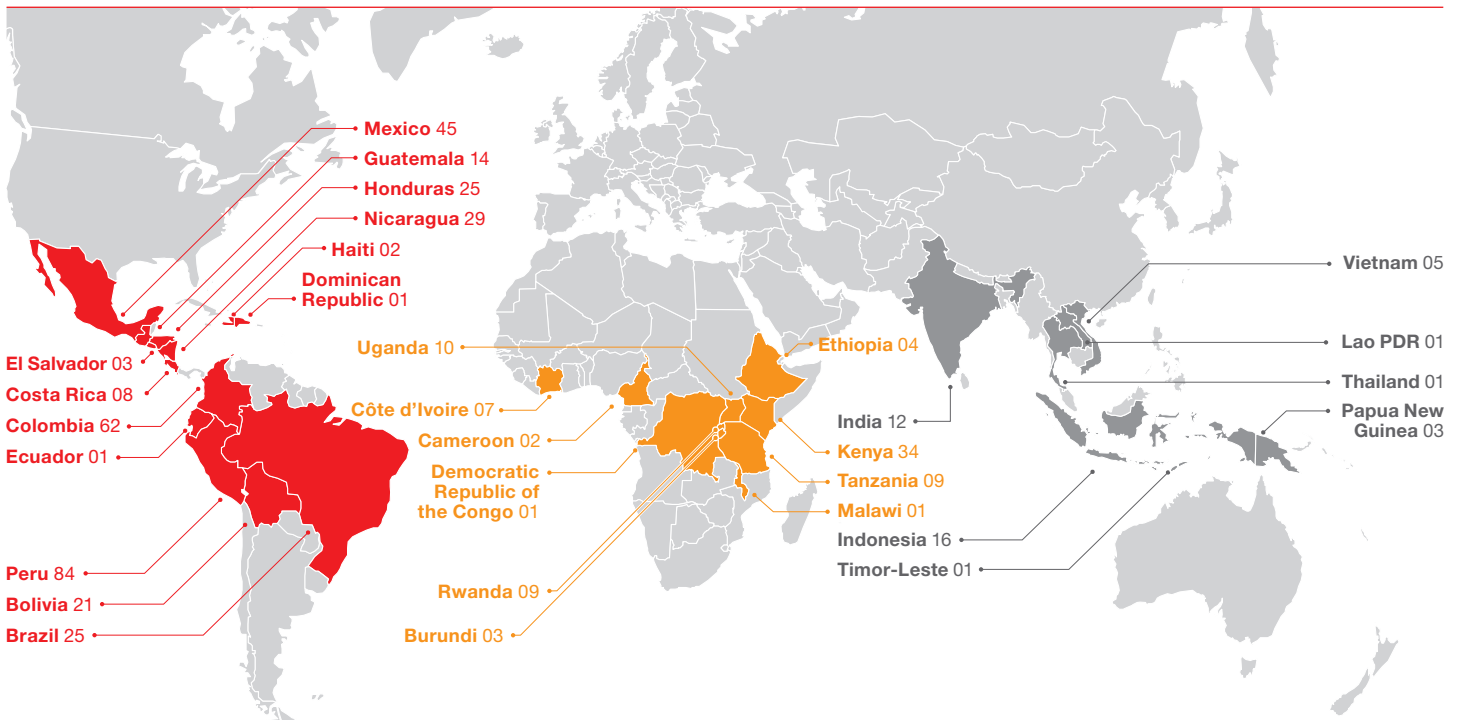 Mexico 45
Guatemala 14
Honduras 25
Nicaragua 29
Haiti 02
Dominican
Republic 01
El Salvador 03
Costa Rica 08
Colombia 62
Ecuador 01
Peru 84
Bolivia 21
Brazil 25
Uganda 10
Côte d’Ivoire 07
Cameroon 02
Democratic
Republic of
the Congo 01
Rwanda 09
Burundi 03
Ethiopia 04
India 12
Kenya 34
Tanzania 09
Malawi 01
Indonesia 16
Timor-Leste 01
Vietnam 05
Lao PDR 01
Thailand 01
Papua New
Guinea 03